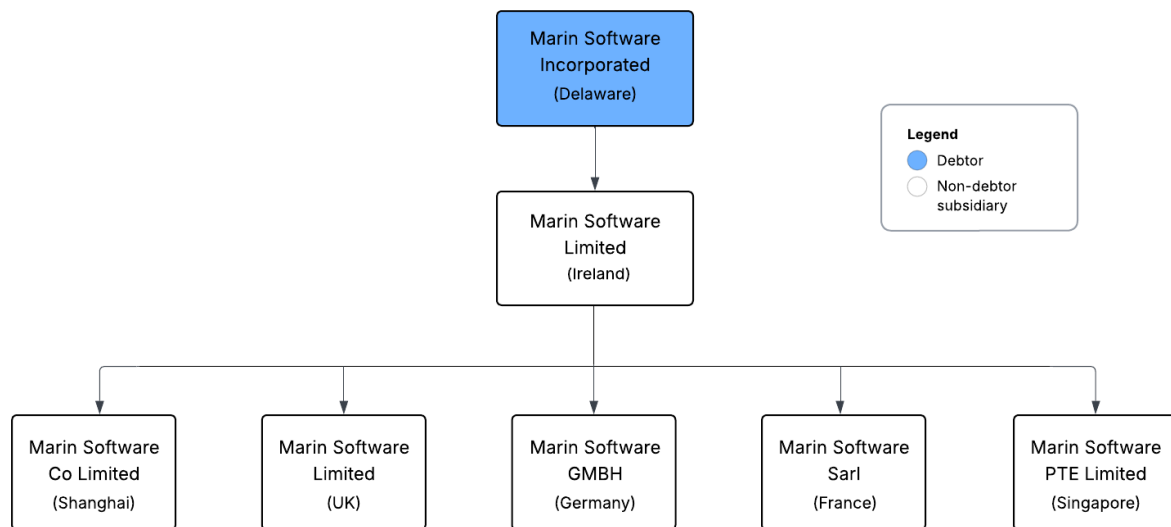 Marin Software
Incorporated
(Delaware)
Legend
Debtor
Non-debtor
subsidiary
Marin Software
Limited
(Ireland)
Marin Software
Co Limited
(Shanghai)
Marin Software
Limited
(UK)
Marin Software
GMBH
(Germany)
Marin Software
Sarl
(France)
Marin Software
PTE Limited
(Singapore)